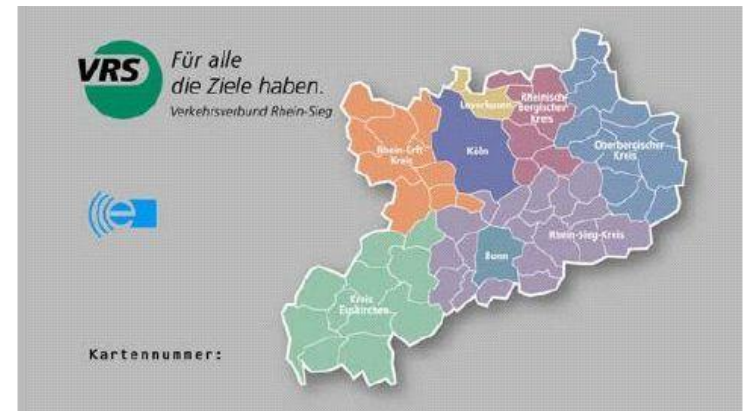 VRS
Für alle
die Ziele haben.
Verkehrsverbund Rhein-Sieg
Leverkusen
Rheinisch
Bergischer
Kreis
Rhein-Erft
Kreis
Köln
Oberbergischer
Kreis
Rhein-Sieg-Kreis
Bonn
Kreis
Euskirchen
e
Kartennummer: